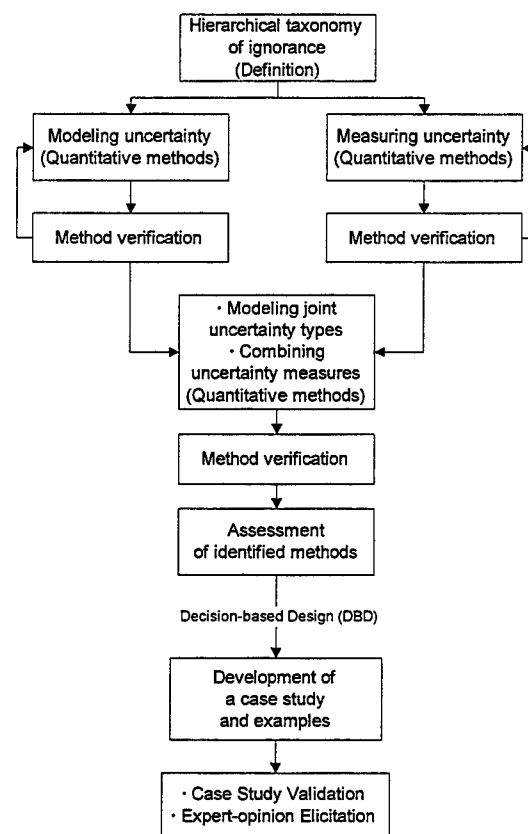 Hierarchical taxonomy
of ignorance
(Definition)
Modeling uncertainty
(Quantitative methods)
Measuring uncertainty
(Quantitative methods)
Method verification
Method verification
· Modeling joint
uncertainty types
· Combining
uncertainty measures
(Quantitative methods)
Method verification
Assessment
of identified methods
Decision-based Design (DBD)
Development of
a case study
and examples
· Case Study Validation
· Expert-opinion Elicitation